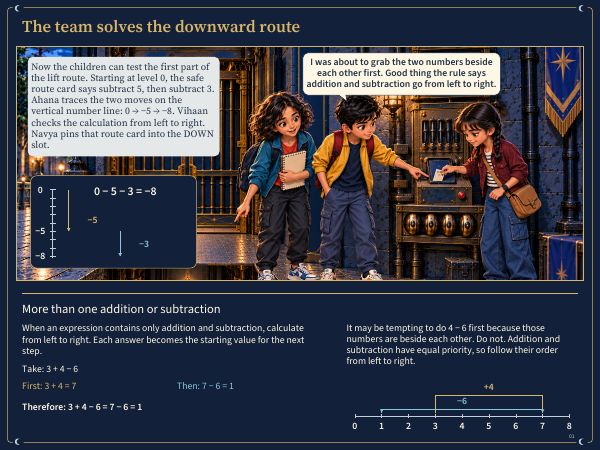 The team solves the downward route
Now the children can test the first part of
the lift route. Starting at level 0, the safe
route card says subtract 5, then subtract 3.
Ahana traces the two moves on the
vertical number line: 0 → −5 → −8. Vihaan
checks the calculation from left to right.
Navya pins that route card into the DOWN
slot.
I was about to grab the two numbers beside
each other first. Good thing the rule says
addition and subtraction go from left to right.
0 − 5 − 3 = −8
0
−5
−5
−3
−8
More than one addition or subtraction
When an expression contains only addition and subtraction, calculate
from left to right. Each answer becomes the starting value for the next
step.
Take: 3 + 4 − 6
First: 3 + 4 = 7
Then: 7 − 6 = 1
Therefore: 3 + 4 − 6 = 7 − 6 = 1
It may be tempting to do 4 − 6 first because those
numbers are beside each other. Do not. Addition and
subtraction have equal priority, so follow their order
from left to right.
+4
−6
0 1 2 3 4 5 6 7 8
01